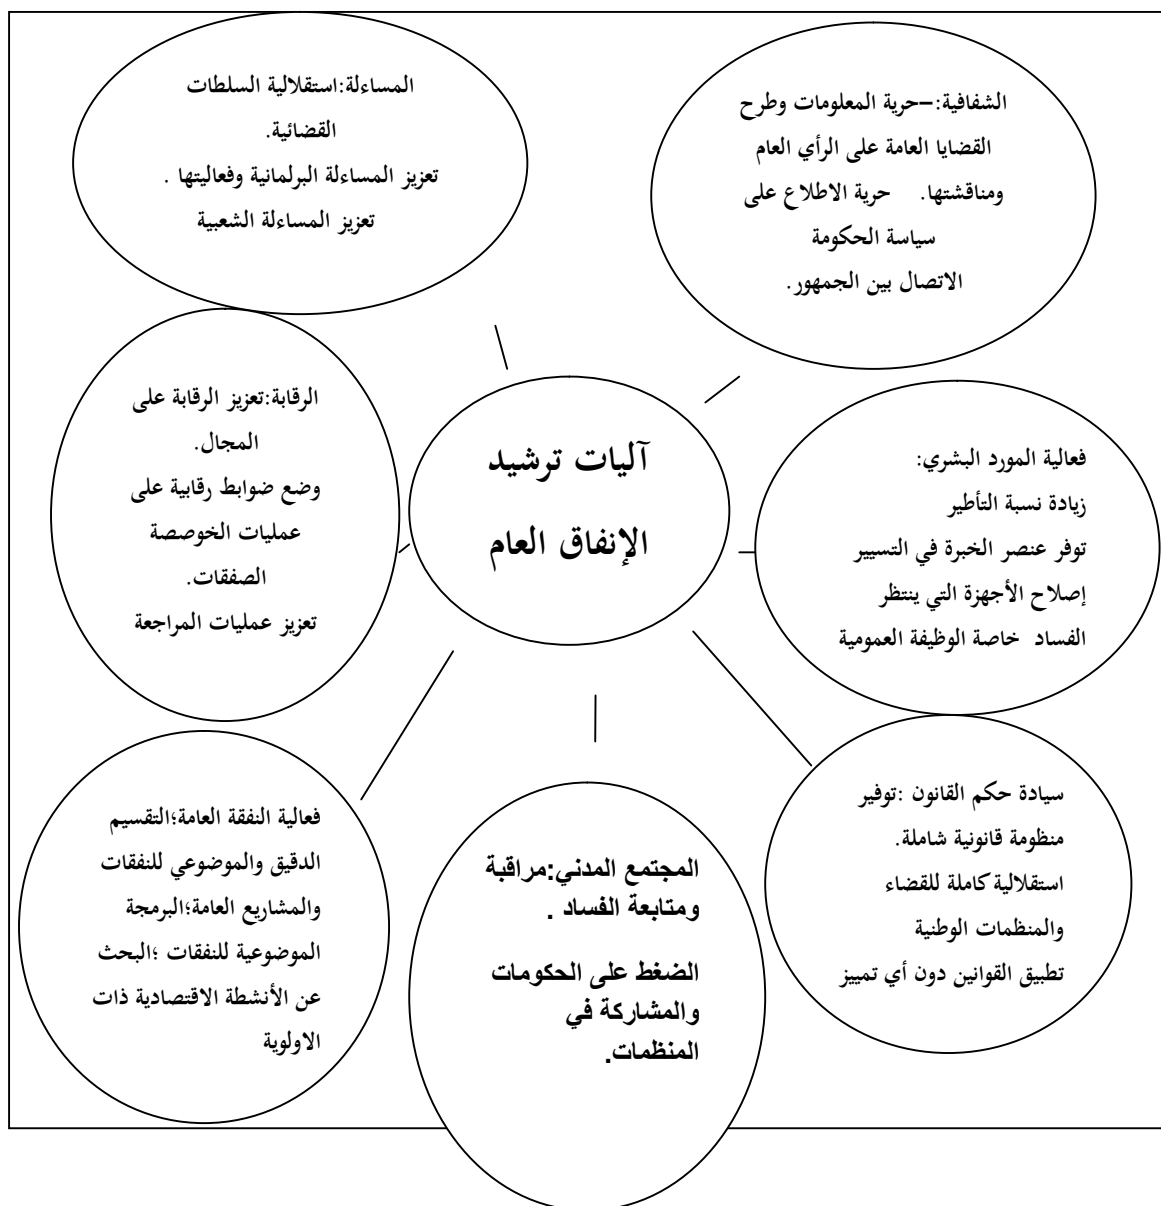 الشفافية:–حرية المعلومات وطرح
القضايا العامة على الرأي العام
ومناقشتها. حرية الاطلاع على
سياسة الحكومة
الاتصال بين الجمهور.
المساءلة:استقلالية السلطات
القضائية.
تعزيز المساءلة البرلمانية وفعاليتها .
تعزيز المساءلة الشعبية
آليات ترشيد
الإنفاق العام
فعالية المورد البشري:
زيادة نسبة التأطير
توفر عنصر الخبرة في التسيير
إصلاح الأجهزة التي ينتظر
الفساد خاصة الوظيفة العمومية
الرقابة:تعزيز الرقابة على
المجال.
وضع ضوابط رقابية على
عمليات الخوصصة
الصفقات.
تعزيز عمليات المراجعة
سيادة حكم القانون :توفير
منظومة قانونية شاملة.
استقلالية كاملة للقضاء
والمنظمات الوطنية
تطبيق القوانين دون أي تمييز
المجتمع المدني:مراقبة
ومتابعة الفساد .
الضغط على الحكومات
والمشاركة في
المنظمات.
فعالية النفقة العامة؛التقسيم
الدقيق والموضوعي للنفقات
والمشاريع العامة؛البرمجة
الموضوعية للنفقات ؛البحث
عن الأنشطة الاقتصادية ذات
الاولوية